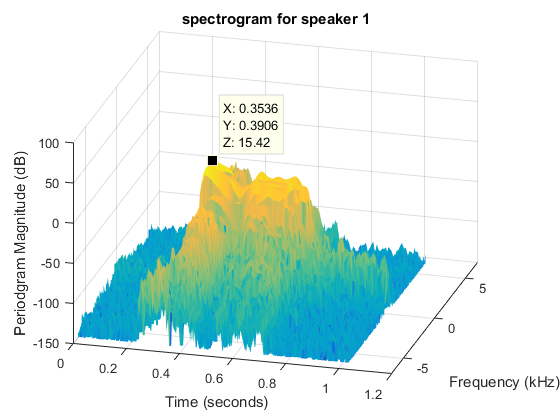 spectrogram for speaker 1
X: 0.3536
Y: 0.3906
Z: 15.42
100
50
0
-50
-100
-150
Periodgram Magnitude (dB)
0
0.2
0.4
0.6
0.8
1
1.2
Time (seconds)
5
0
-5
Frequency (kHz)